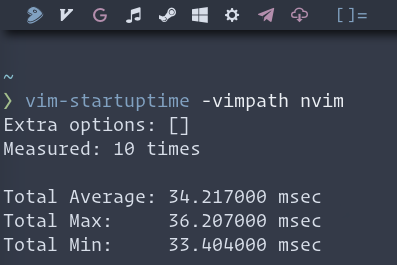 []=
~
❯ vim-startuptime -vimpath nvim
Extra options: []
Measured: 10 times
Total Average: 34.217000 msec
Total Max: 36.207000 msec
Total Min: 33.404000 msec